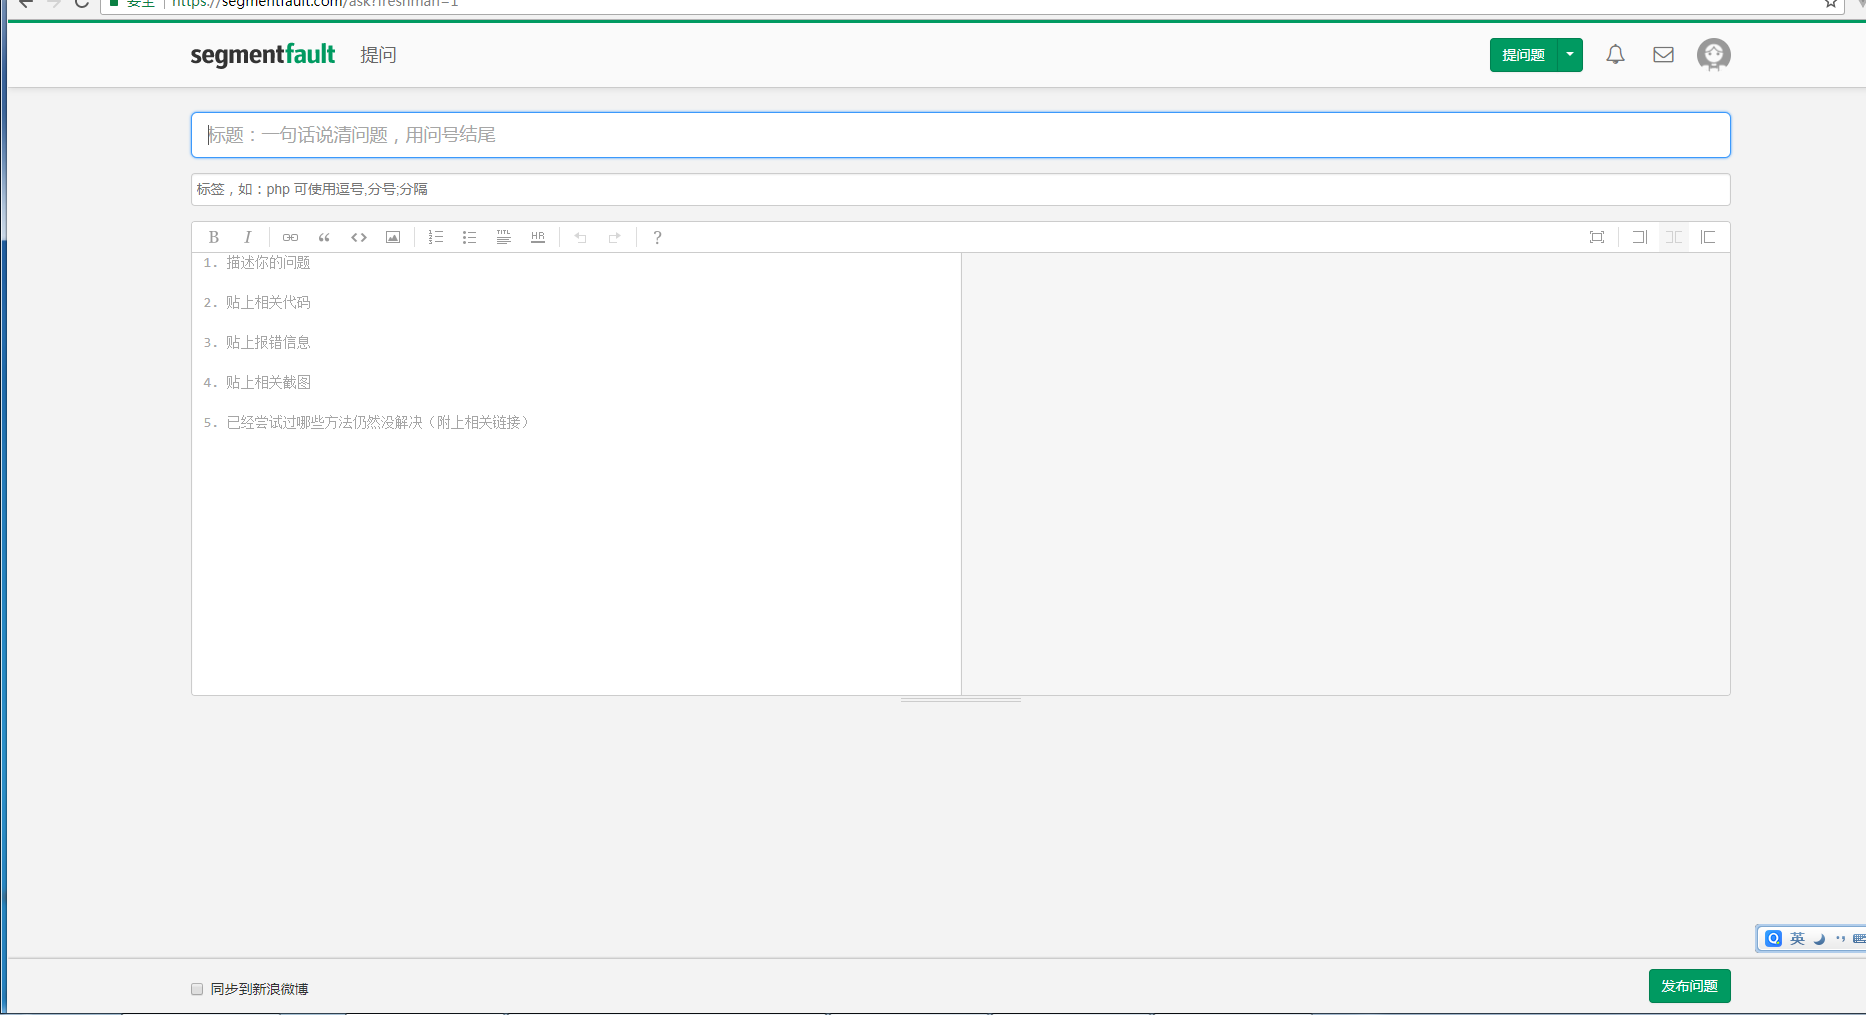 安全 https://segmentfault.com/ask?freshman=1
segmentfault 提问 提问题
标题：一句话说清问题，用问号结尾
标签，如：php 可使用逗号,分号;分隔
B I HR ?
1. 描述你的问题
2. 贴上相关代码
3. 贴上报错信息
4. 贴上相关截图
5. 已经尝试过哪些方法仍然没解决（附上相关链接）
英
同步到新浪微博 发布问题